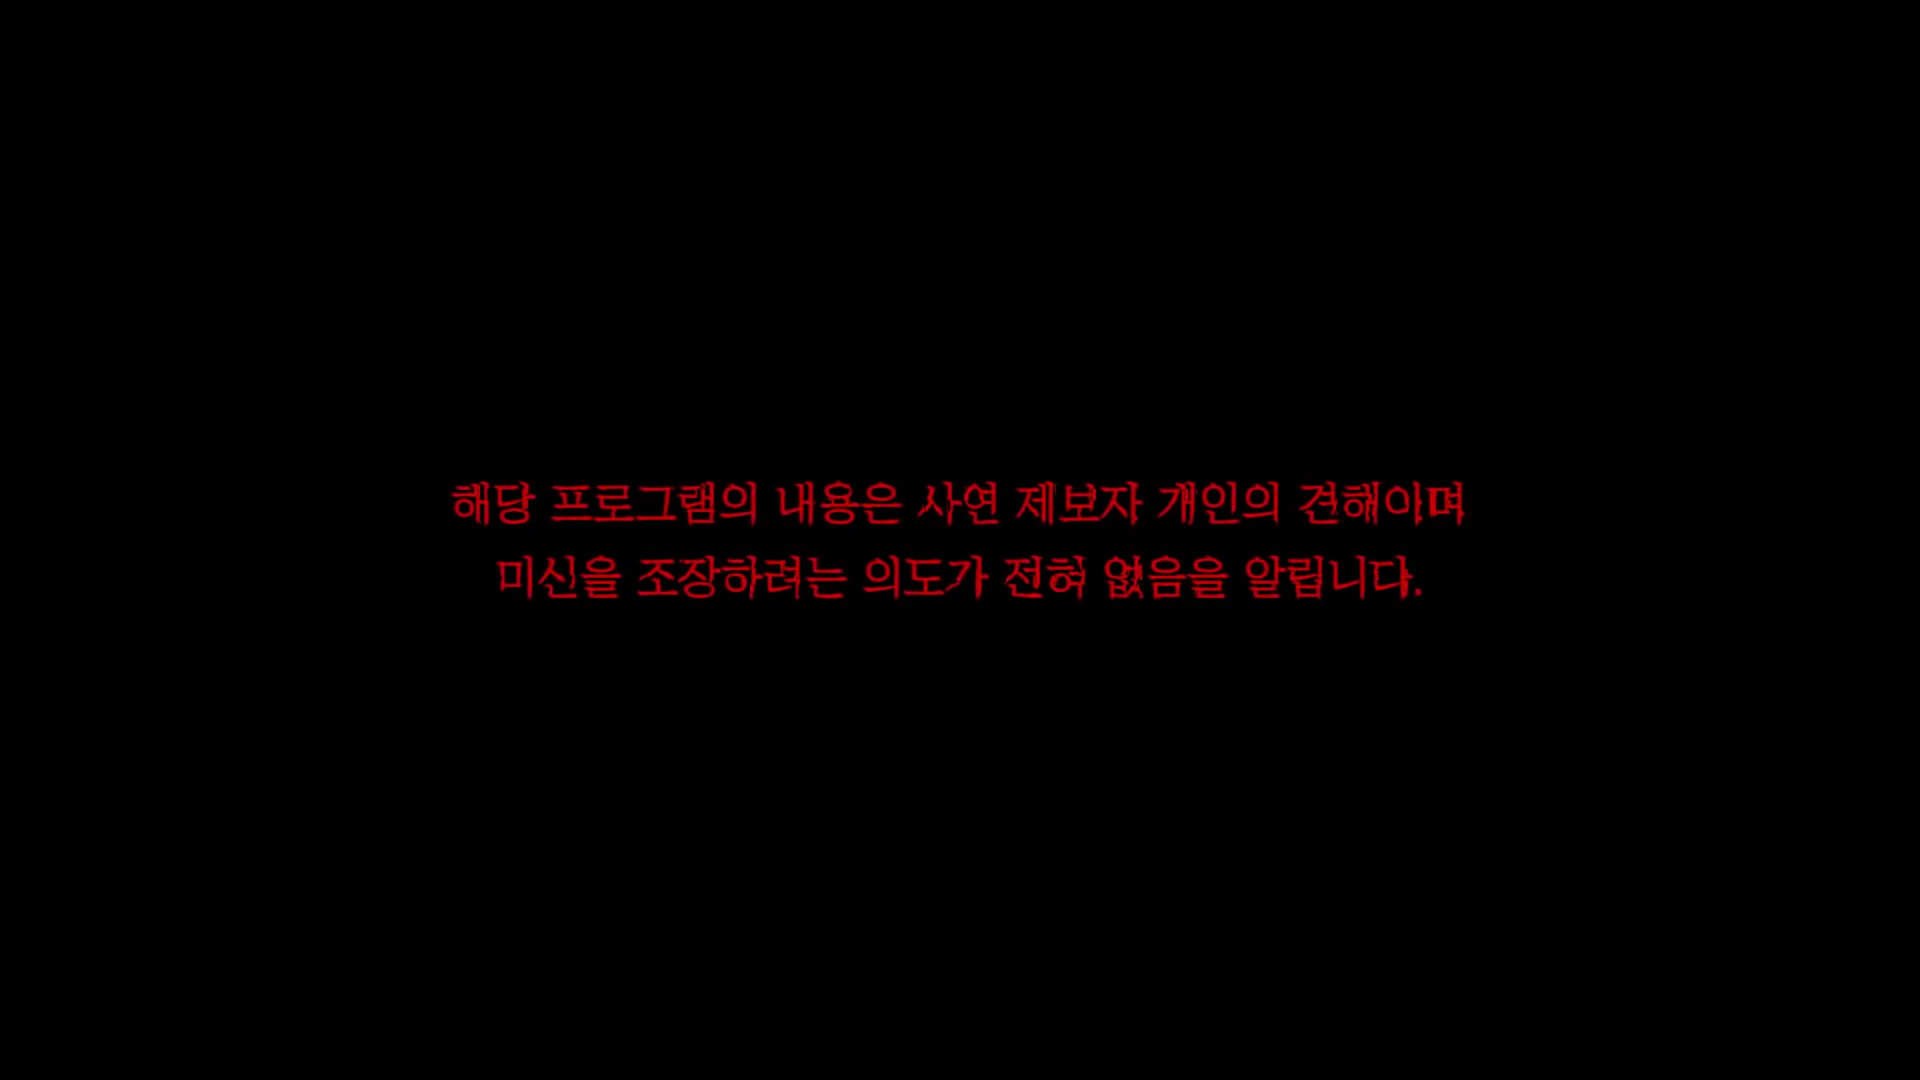 해당 프로그램의 내용은 사연 제보자 개인의 견해이며
미신을 조장하려는 의도가 전혀 없음을 알립니다.